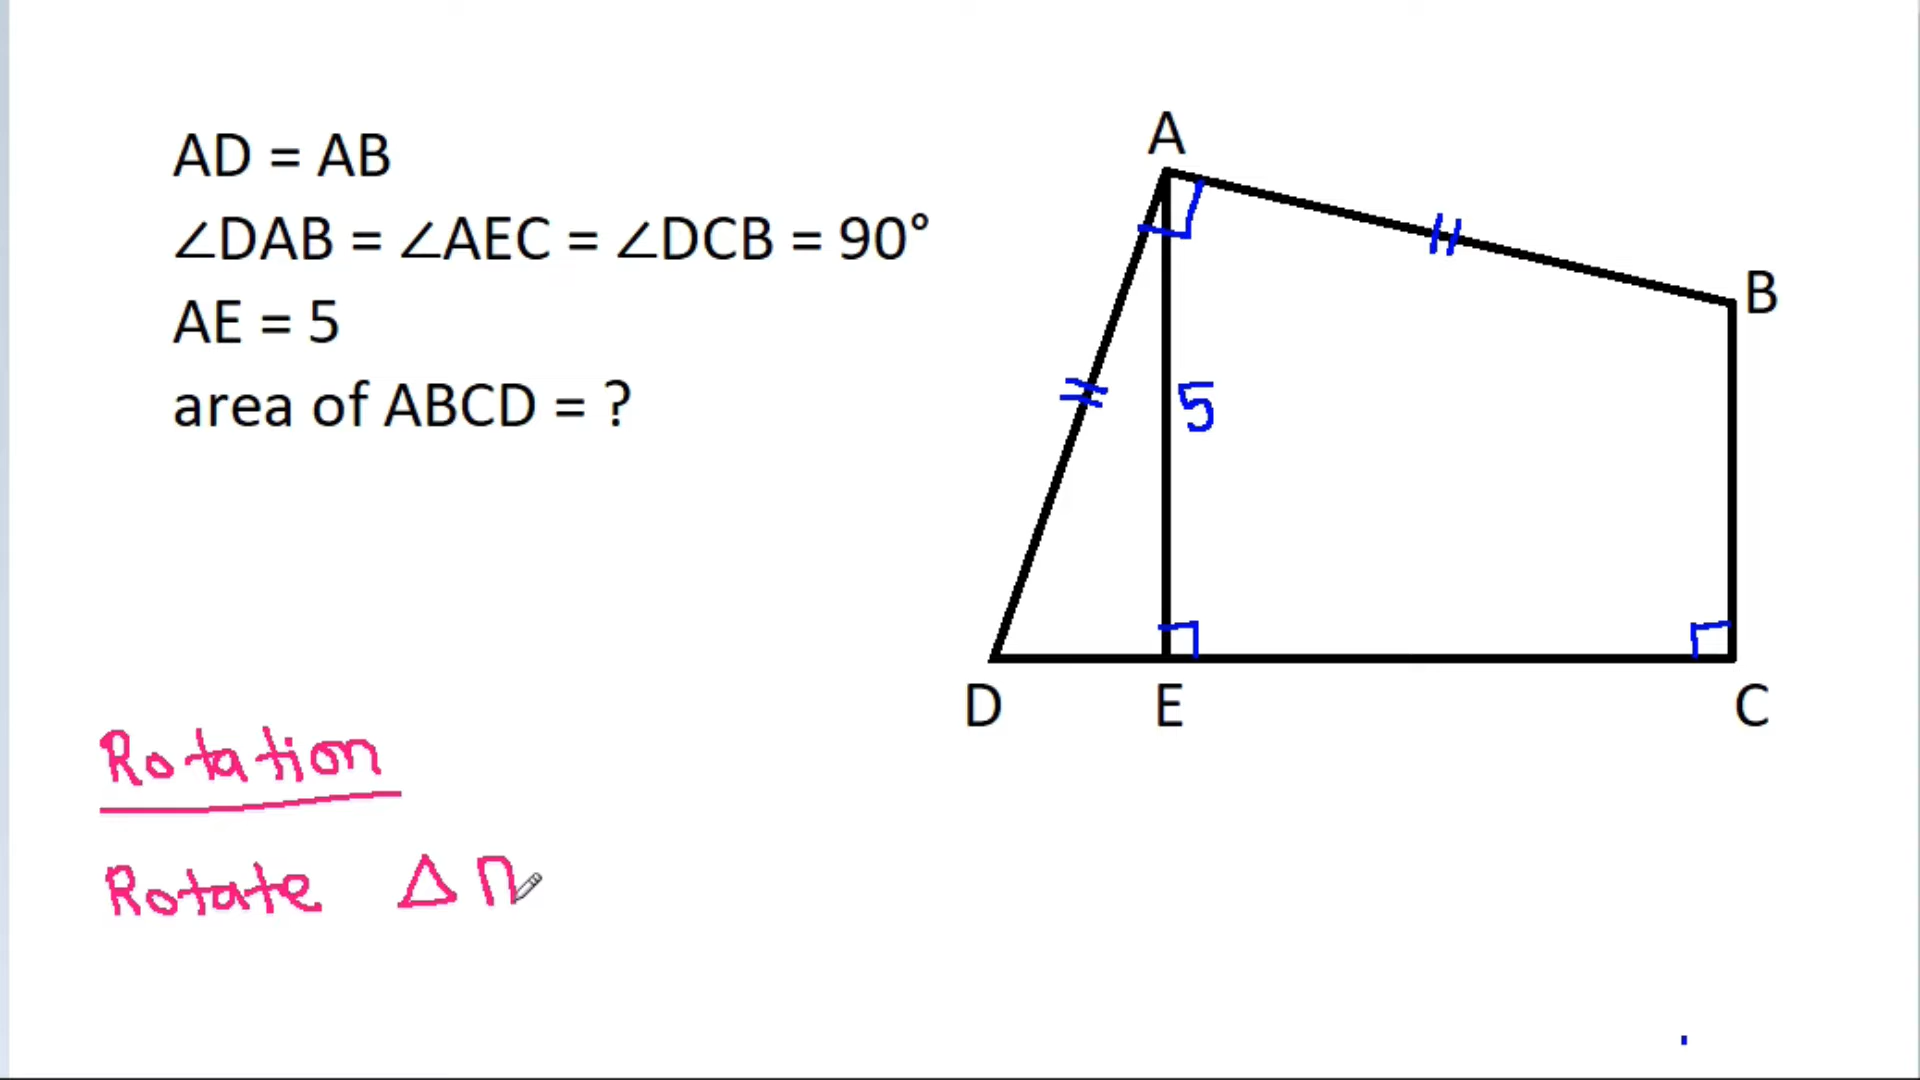 AD = AB
∠DAB = ∠AEC = ∠DCB = 90°
AE = 5
area of ABCD = ?
A
B
5
D E C
Rotation
Rotate Δ